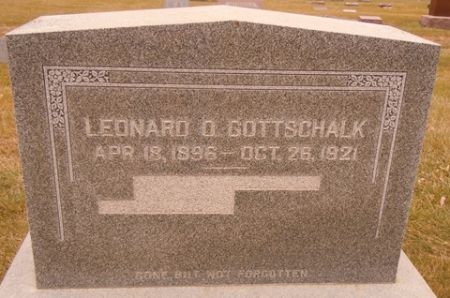 LEONARD O. GOTTSCHALK
APR. 18, 1896 – OCT. 26, 1921
GONE BUT NOT FORGOTTEN